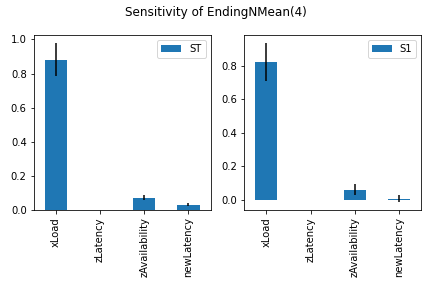 Sensitivity of EndingNMean(4)
1.0
0.8
0.6
0.4
0.2
0.0
ST
xLoad
zLatency
zAvailability
newLatency
0.8
0.6
0.4
0.2
0.0
S1
xLoad
zLatency
zAvailability
newLatency